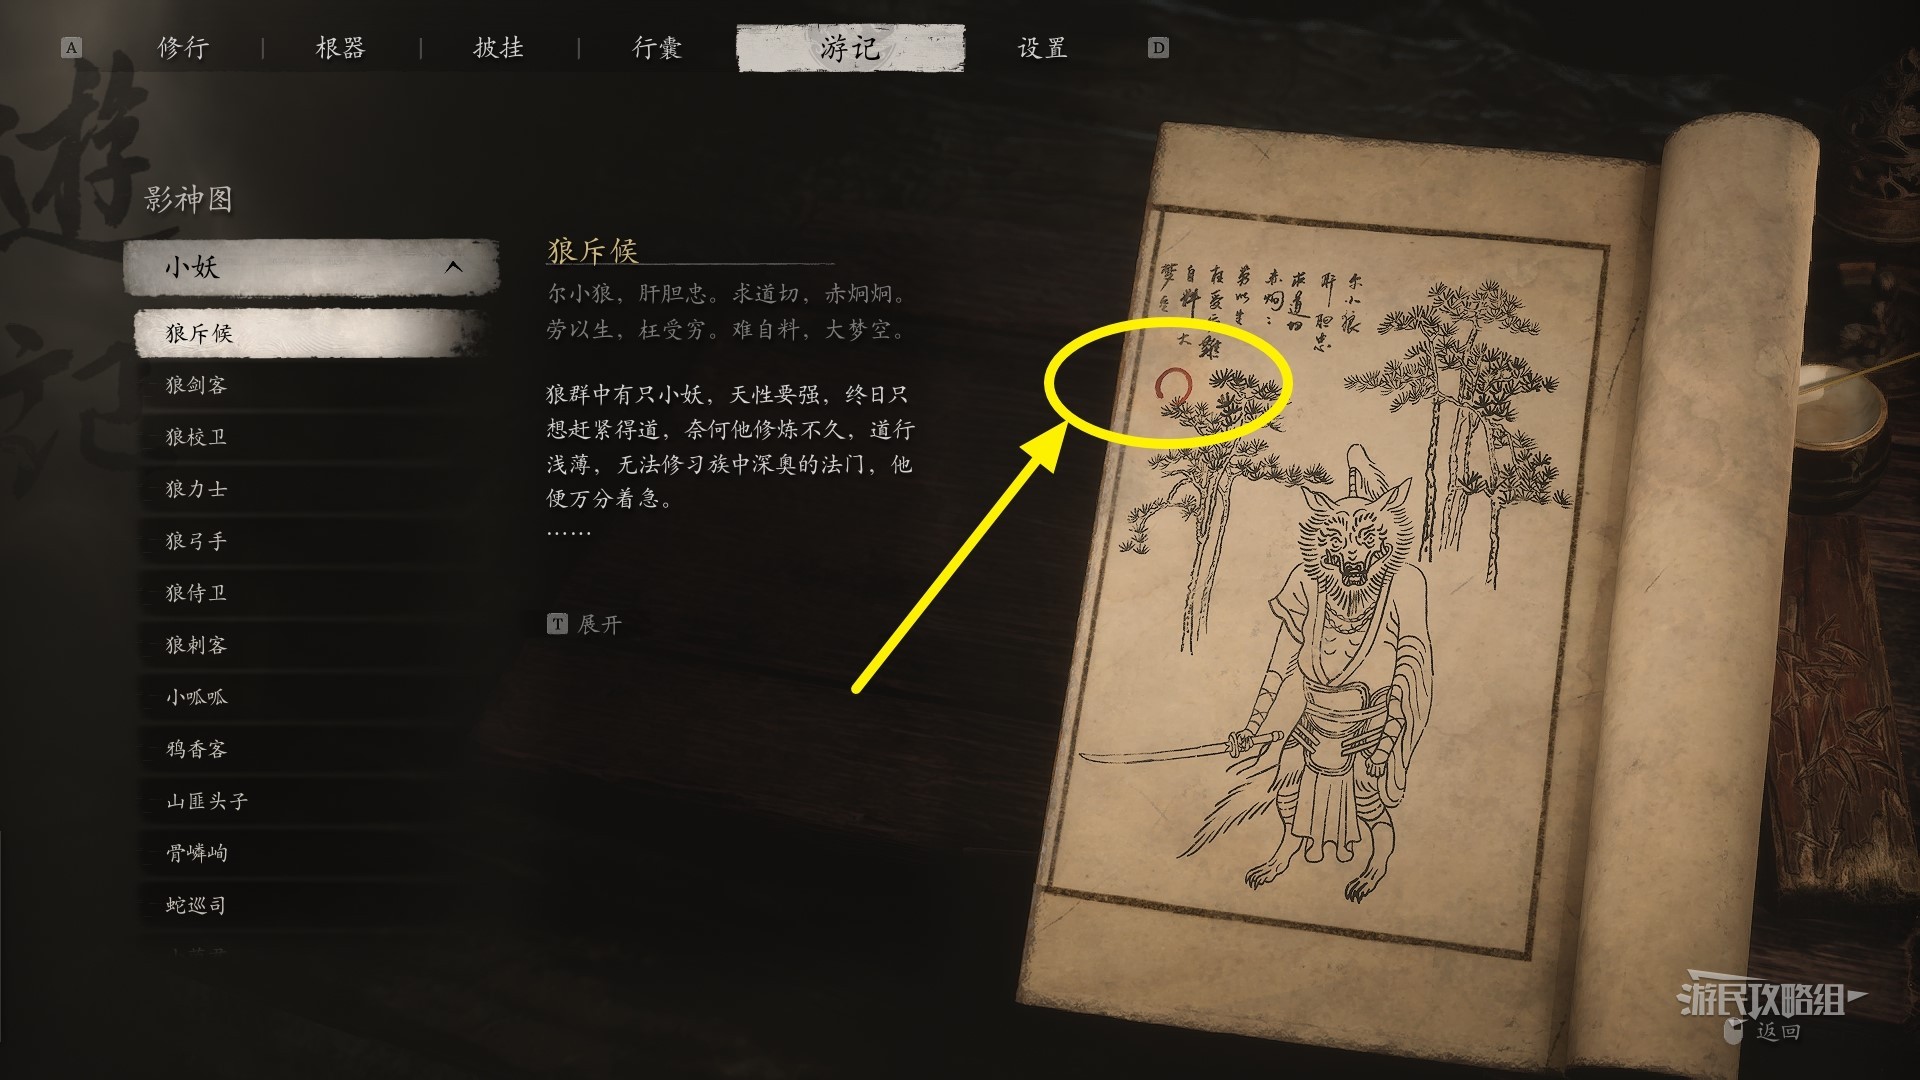 A 修行 | 根器 | 披挂 | 行囊 游记 设置 D
遊記
影神图
小妖
狼斥候
狼剑客
狼校卫
狼力士
狼弓手
狼侍卫
狼刺客
小呱呱
鸦香客
山匪头子
骨嶙峋
蛇巡司
狼斥候
尔小狼，肝胆忠。求道切，赤炯炯。
劳以生，枉受穷。难自料，大梦空。
狼群中有只小妖，天性要强，终日只
想赶紧得道，奈何他修炼不久，道行
浅薄，无法修习族中深奥的法门，他
便万分着急。
……
T 展开
尔小狼
肝胆忠
求道切
赤炯
劳以生
枉受
難
自料大
夢
游民攻略组
返回